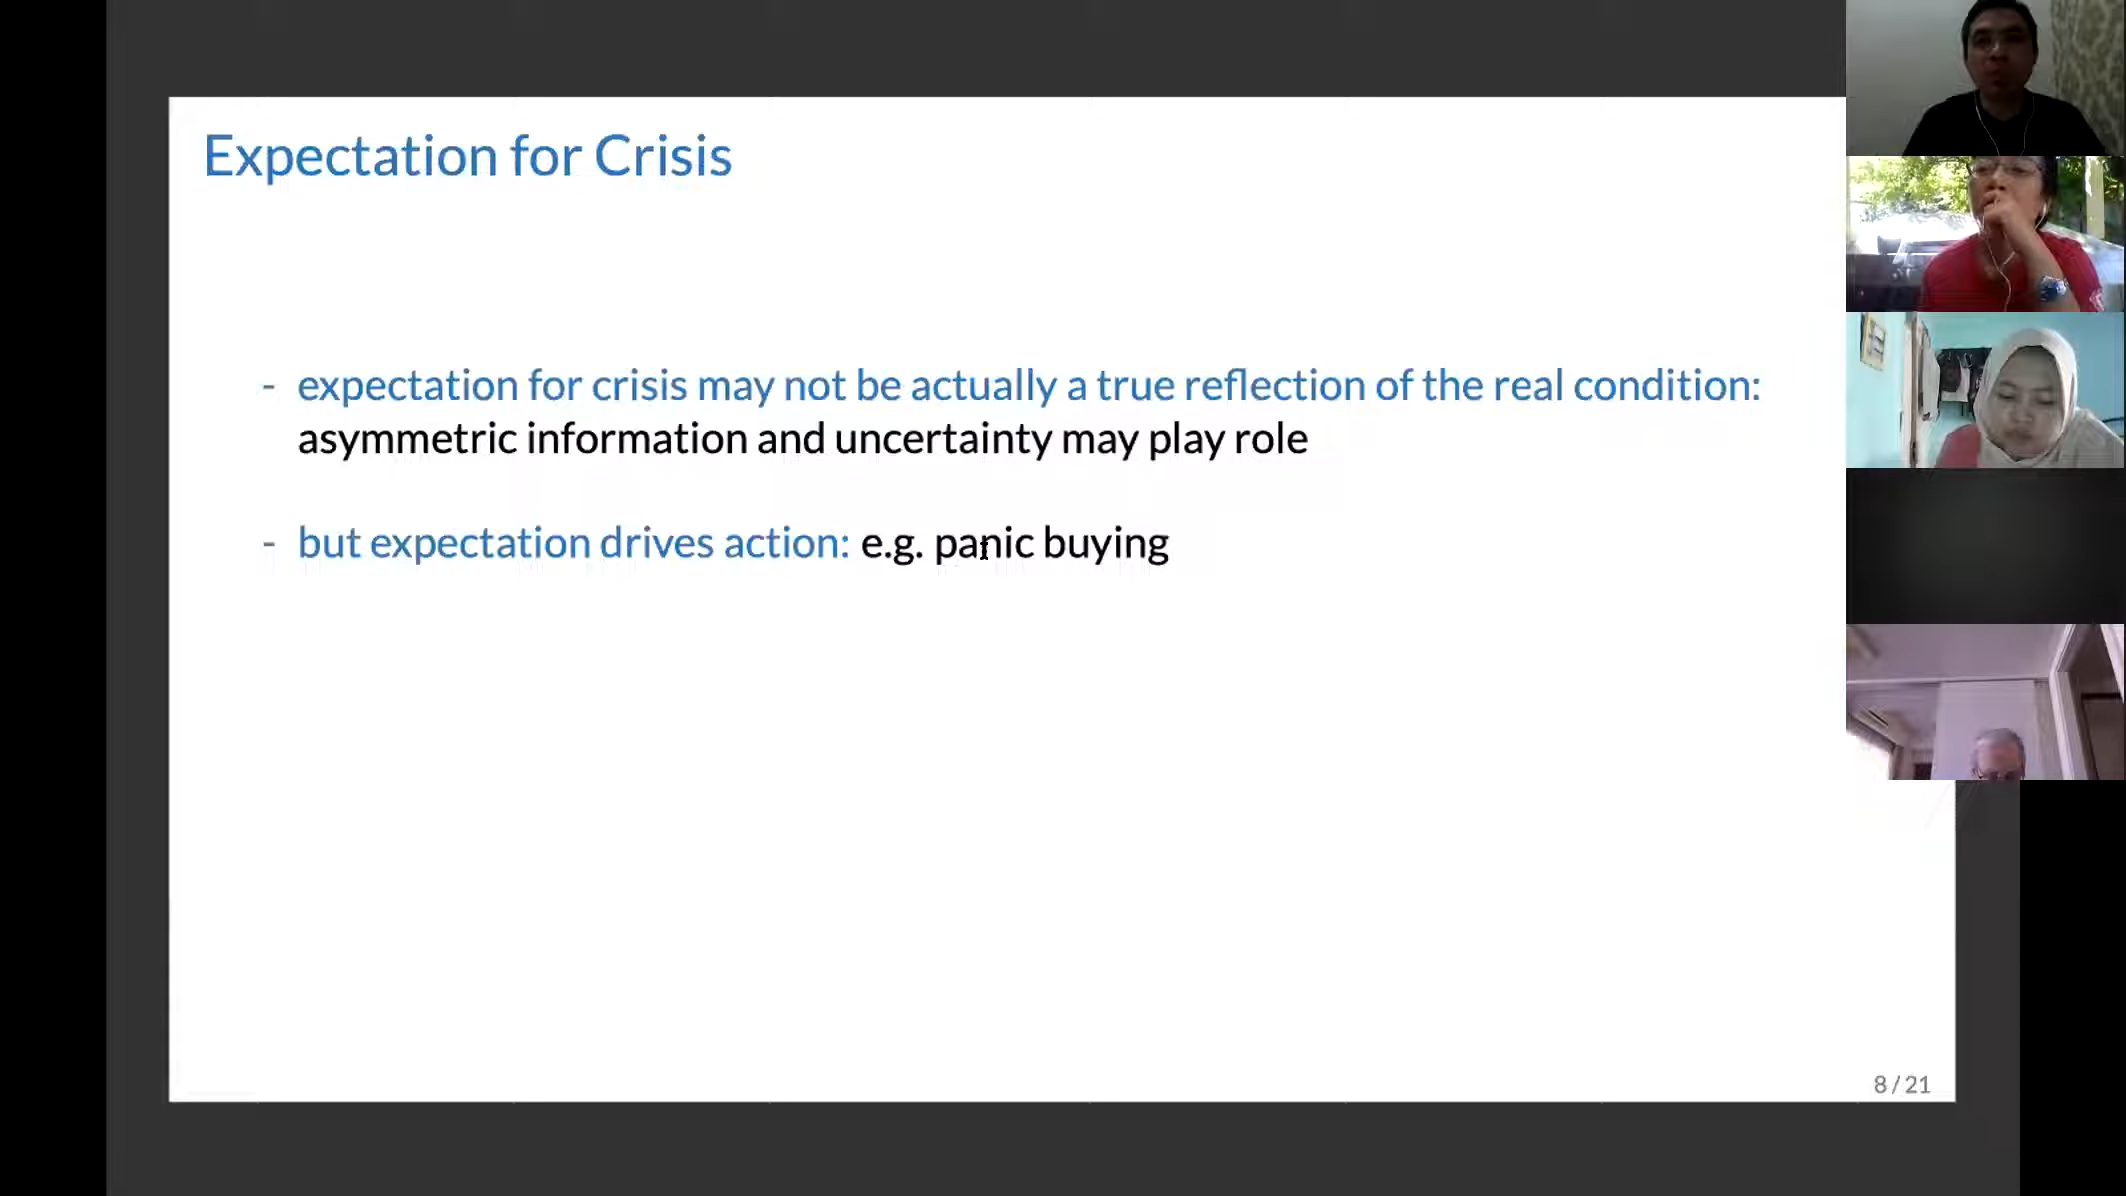 Expectation for Crisis
- expectation for crisis may not be actually a true reflection of the real condition:
asymmetric information and uncertainty may play role
- but expectation drives action: e.g. panic buying
8 / 21